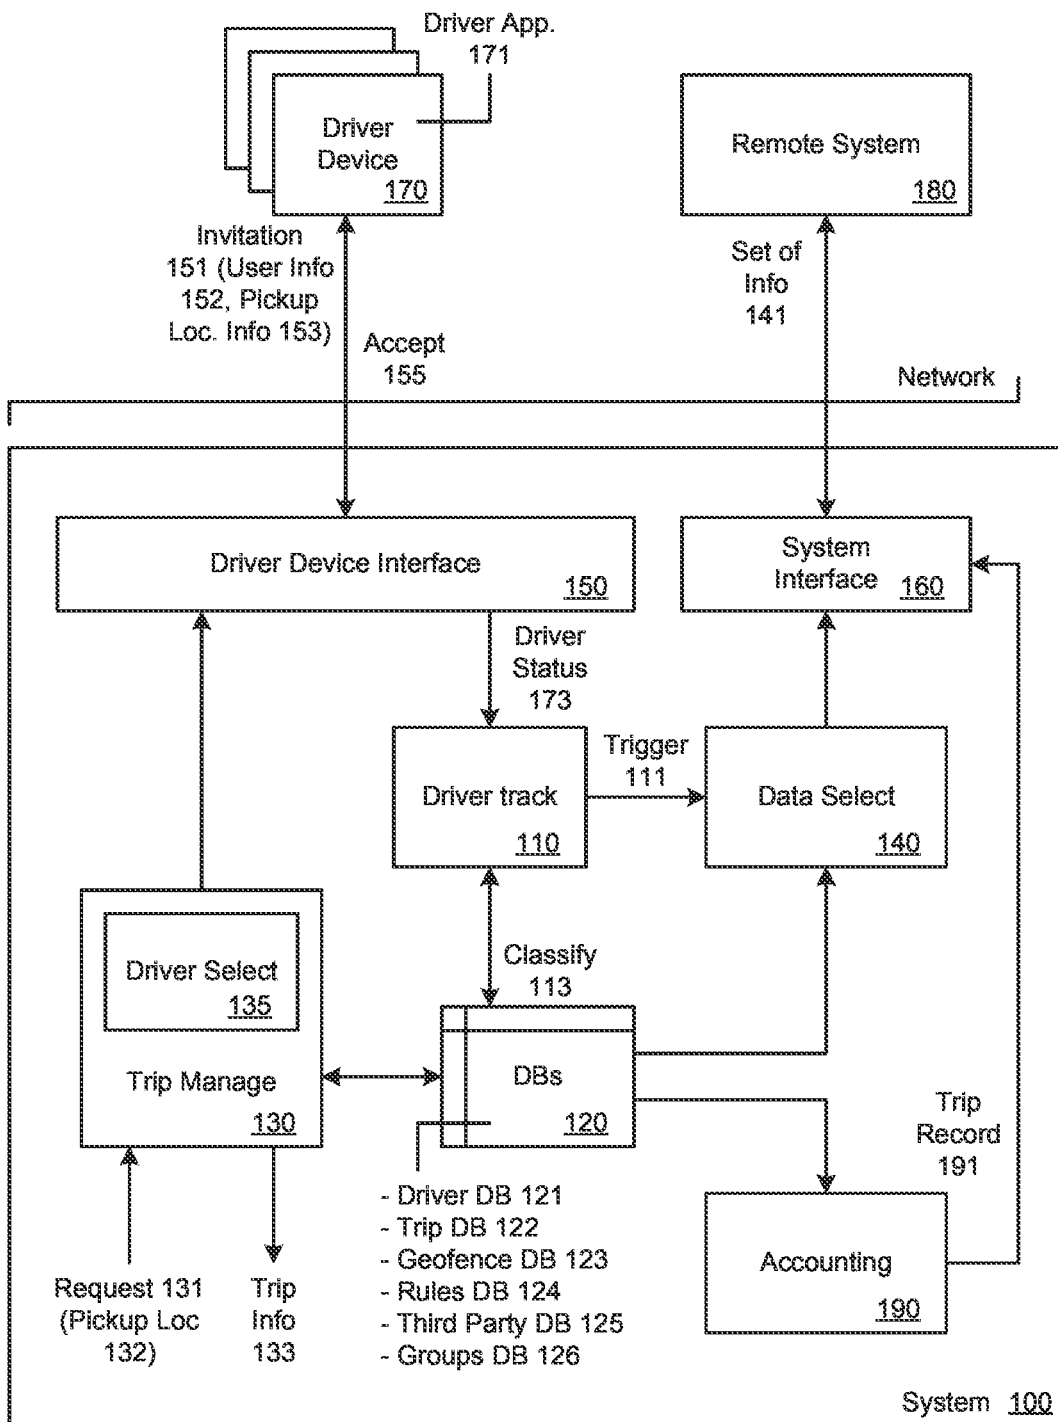 Driver App.
171
Driver
Device
170
Remote System
180
Invitation
151 (User Info
152, Pickup
Loc. Info 153)
Accept
155
Set of
Info
141
Network
Driver Device Interface
150
System
Interface
160
Driver
Status
173
Driver track
110
Trigger
111
Data Select
140
Driver Select
135
Trip Manage
130
Classify
113
DBs
120
Trip
Record
191
- Driver DB 121
- Trip DB 122
- Geofence DB 123
- Rules DB 124
- Third Party DB 125
- Groups DB 126
Accounting
190
Request 131
(Pickup Loc
132)
Trip
Info
133
System 100